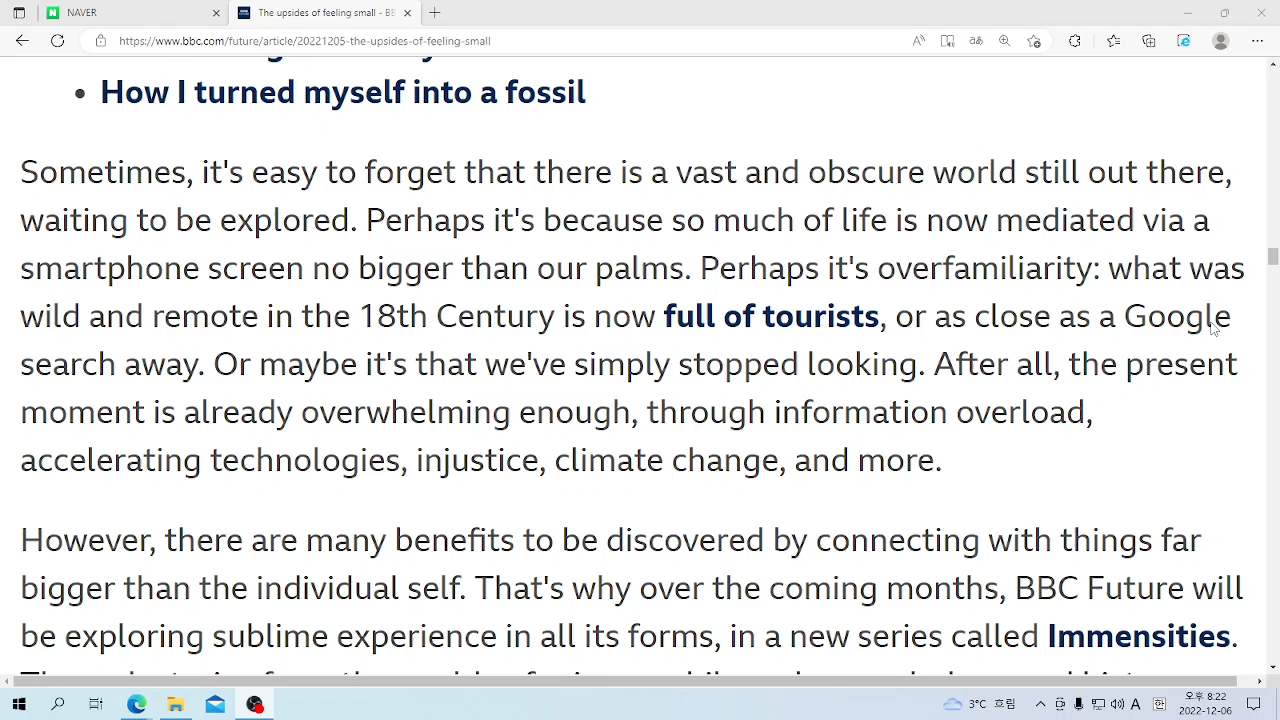 NAVER
The upsides of feeling small - BE
https://www.bbc.com/future/article/20221205-the-upsides-of-feeling-small
• How I turned myself into a fossil
Sometimes, it's easy to forget that there is a vast and obscure world still out there,
waiting to be explored. Perhaps it's because so much of life is now mediated via a
smartphone screen no bigger than our palms. Perhaps it's overfamiliarity: what was
wild and remote in the 18th Century is now full of tourists, or as close as a Google
search away. Or maybe it's that we've simply stopped looking. After all, the present
moment is already overwhelming enough, through information overload,
accelerating technologies, injustice, climate change, and more.
However, there are many benefits to be discovered by connecting with things far
bigger than the individual self. That's why over the coming months, BBC Future will
be exploring sublime experience in all its forms, in a new series called Immensities.
3°C 흐림
A
오후 8:22
2022-12-06